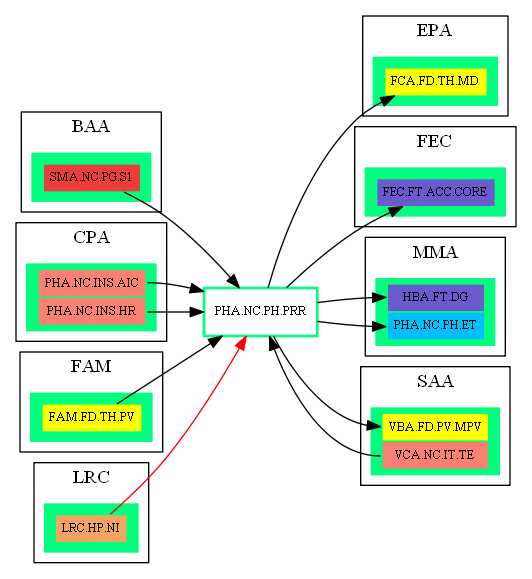 BAA
SMA.NC.PG.S1
CPA
PHA.NC.INS.AIC
PHA.NC.INS.HR
FAM
FAM.FD.TH.PV
LRC
LRC.HP.NI
PHA.NC.PH.PRR
EPA
FCA.FD.TH.MD
FEC
FEC.FT.ACC.CORE
MMA
HBA.FT.DG
PHA.NC.PH.ET
SAA
VBA.FD.PV.MPV
VCA.NC.IT.TE